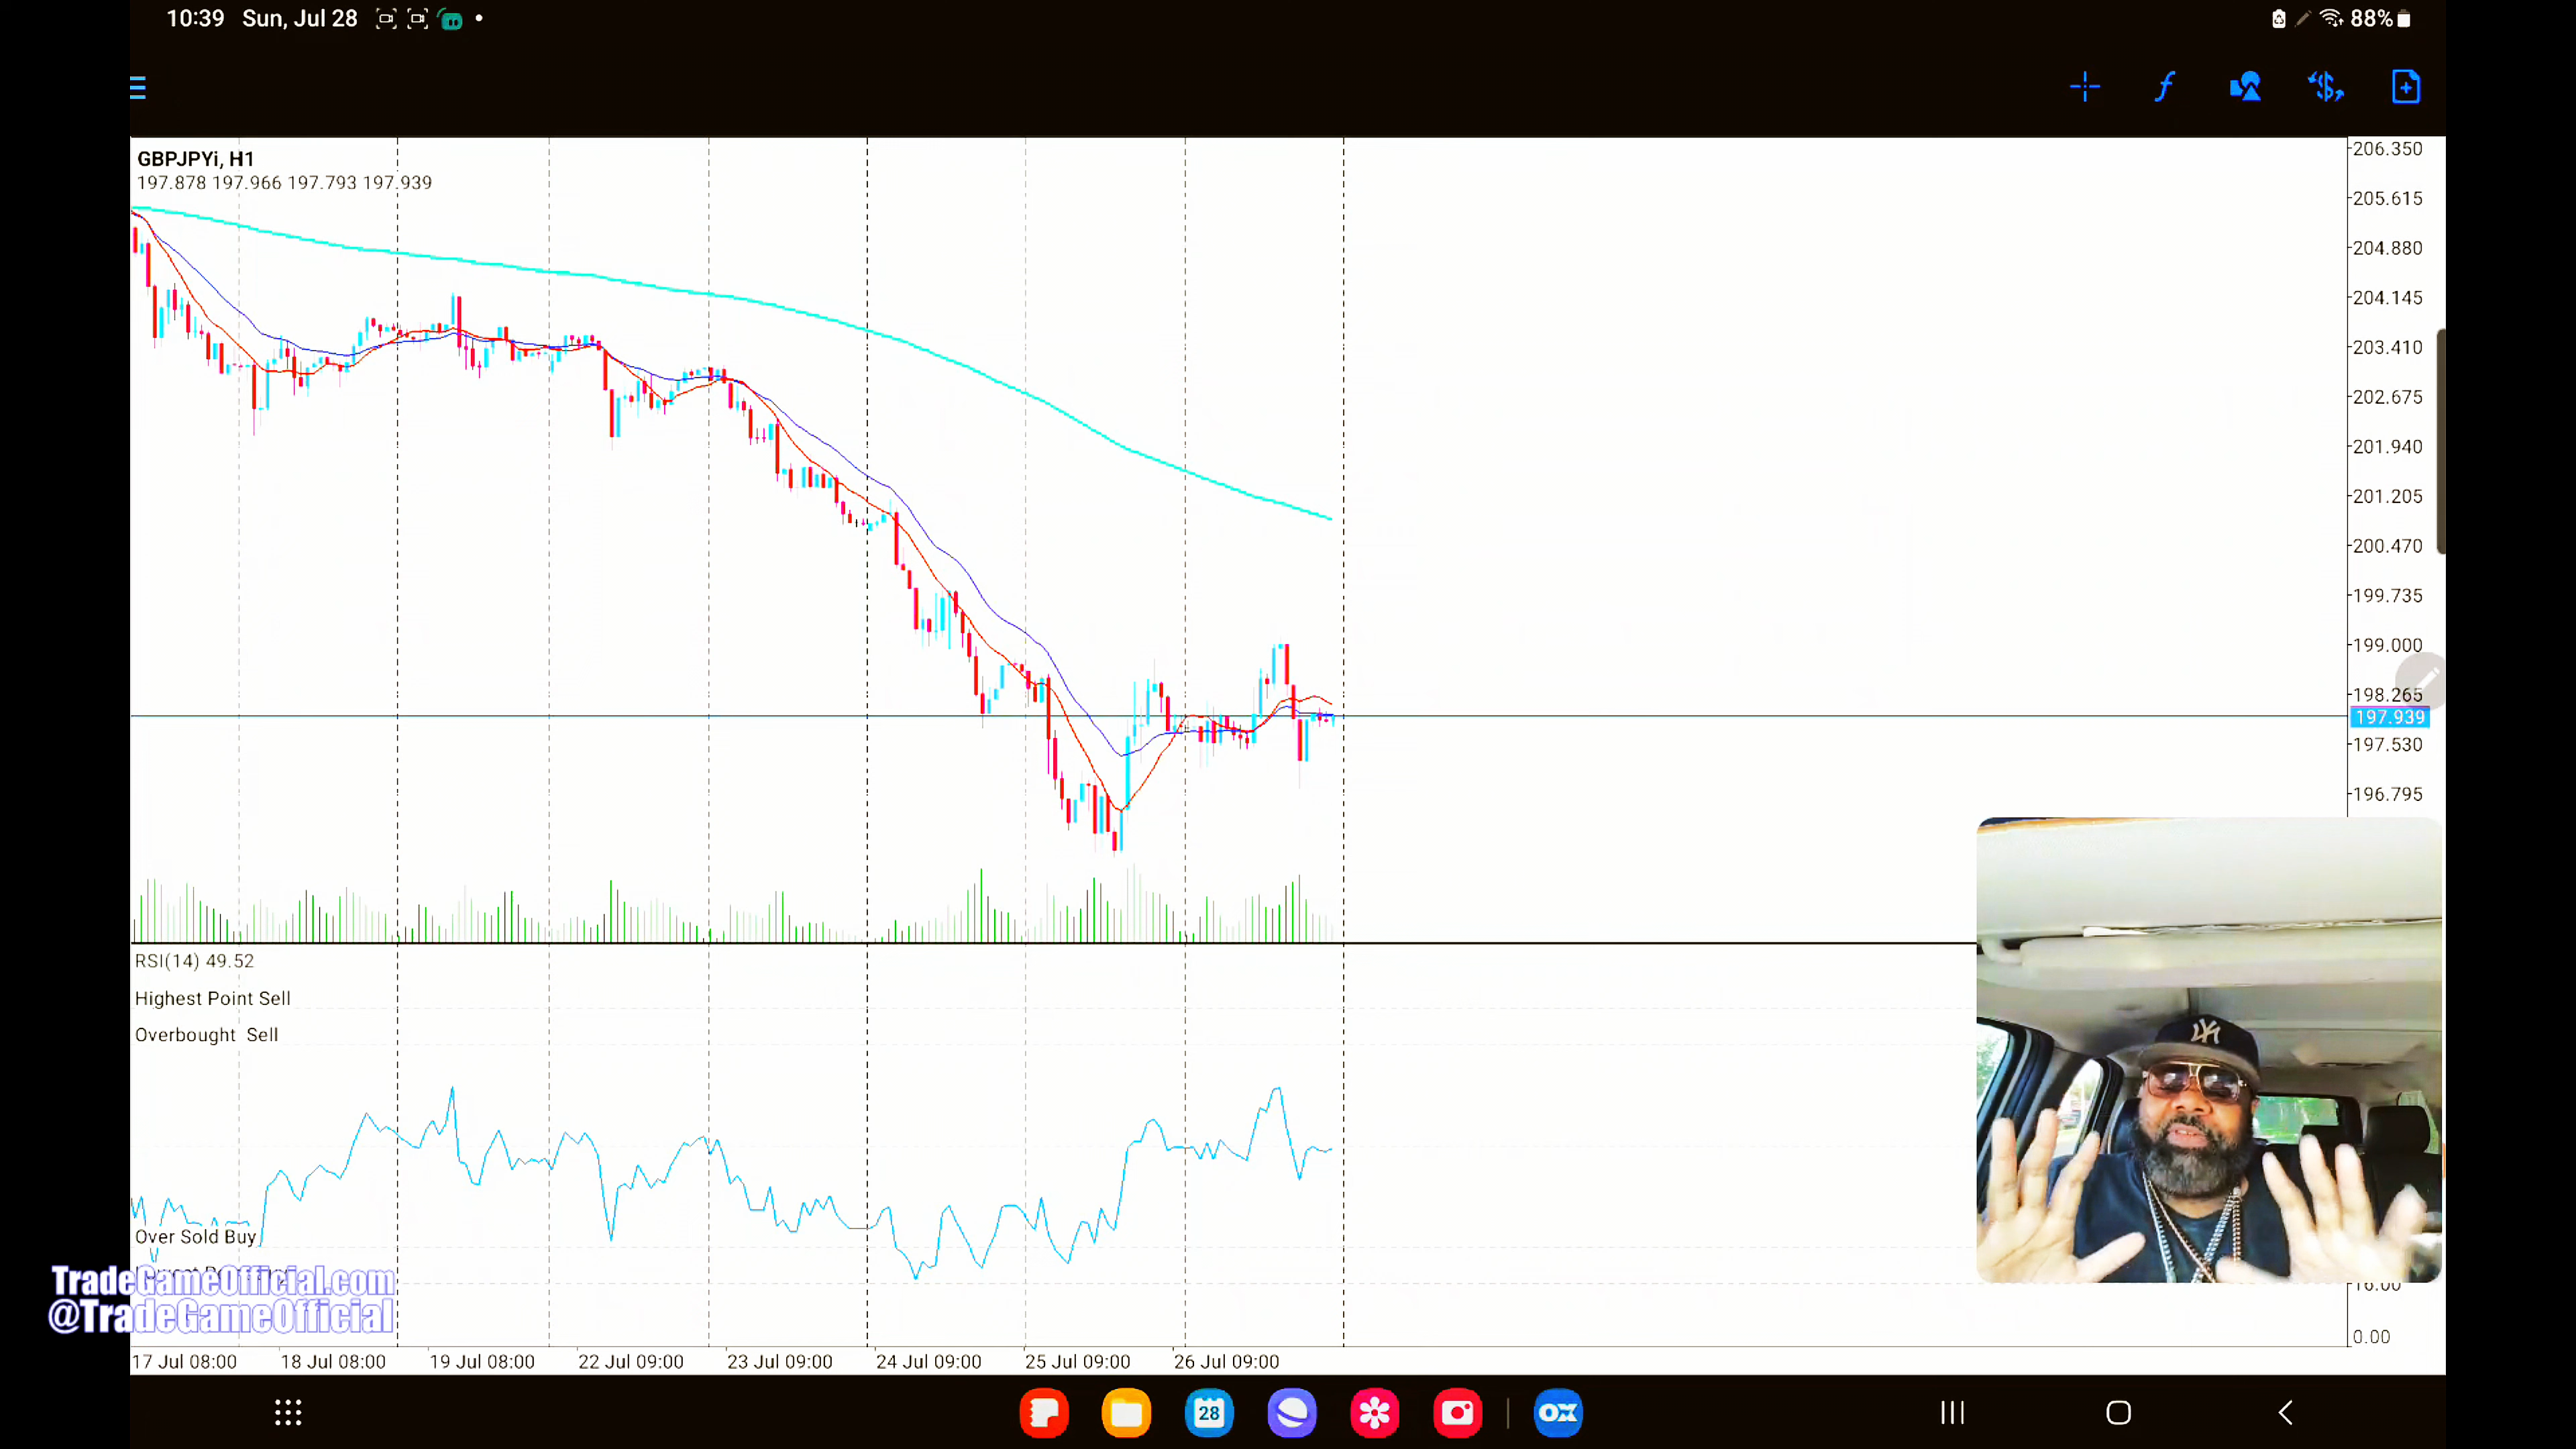 10:39 Sun, Jul 28
88%
GBPJPYi, H1
197.878 197.966 197.793 197.939
206.350
205.615
204.880
204.145
203.410
202.675
201.940
201.205
200.470
199.735
199.000
198.265
197.939
197.530
196.795
RSI(14) 49.52
Highest Point Sell
Overbought Sell
Over Sold Buy
TradeGameOfficial.com
@TradeGameOfficial
16.00
0.00
17 Jul 08:00 18 Jul 08:00 19 Jul 08:00 22 Jul 09:00 23 Jul 09:00 24 Jul 09:00 25 Jul 09:00 26 Jul 09:00
28
OX